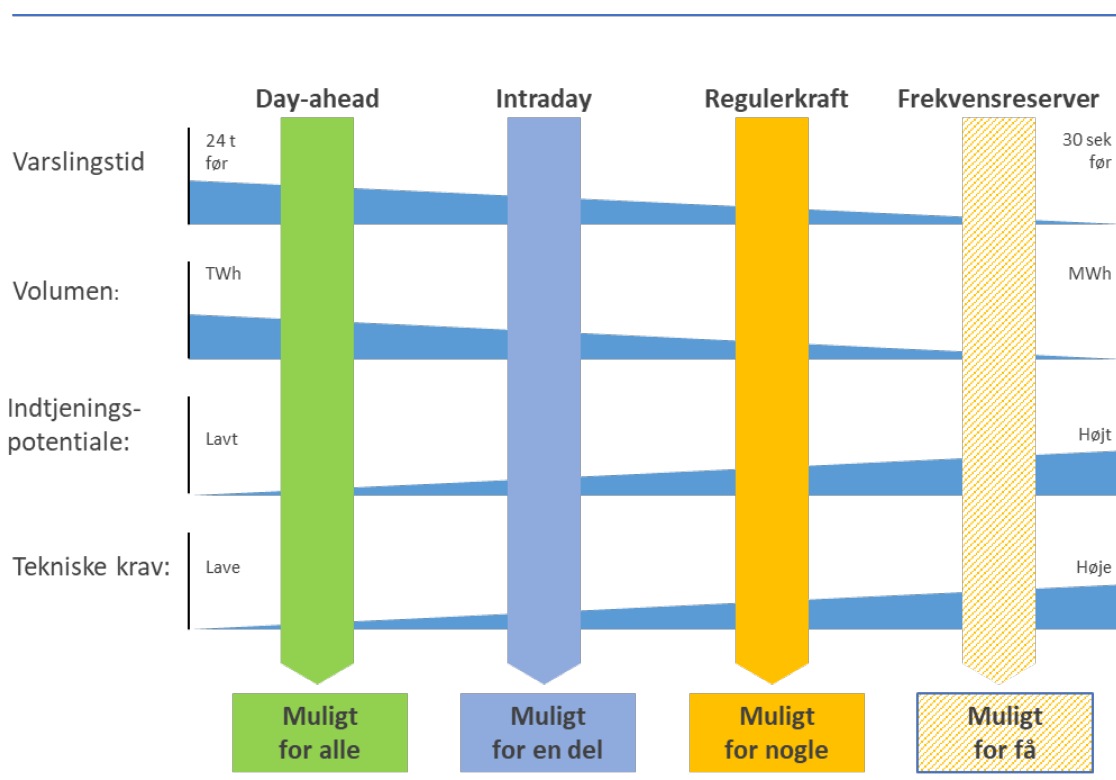 Day-ahead
Intraday
Regulerkraft
Frekvensreserver
Varslingstid
24 t
før
30 sek
før
Volumen:
TWh
MWh
Indtjenings-
potentiale:
Lavt
Højt
Tekniske krav:
Lave
Høje
Muligt
for alle
Muligt
for en del
Muligt
for nogle
Muligt
for få